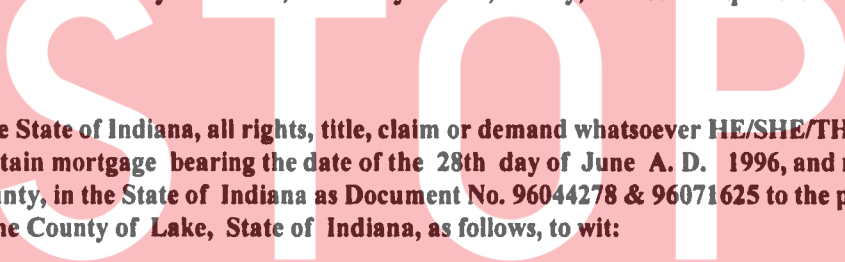 STOP
e State of Indiana, all rights, title, claim or demand whatsoever HE/SHE/TH
tain mortgage bearing the date of the 28th day of June A. D. 1996, and
nty, in the State of Indiana as Document No. 96044278 & 96071625 to the p
e County of Lake, State of Indiana, as follows, to wit: